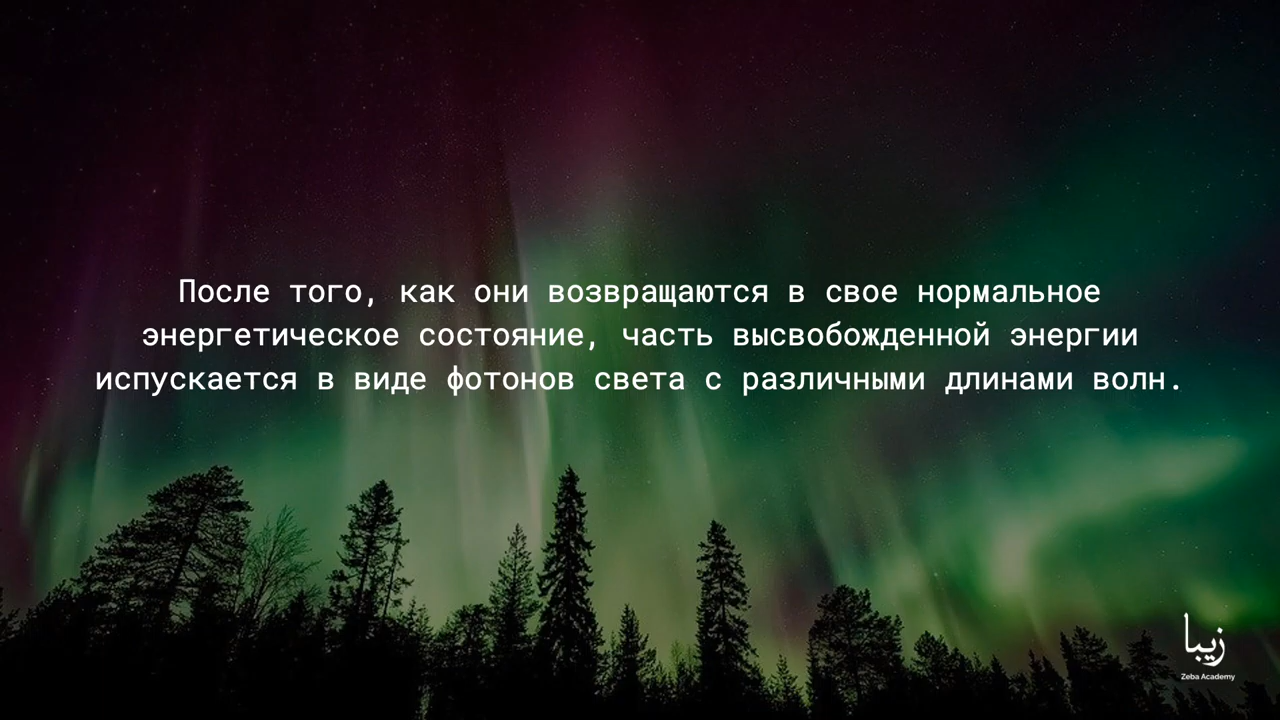 После того, как они возвращаются в свое нормальное
энергетическое состояние, часть высвобожденной энергии
испускается в виде фотонов света с различными длинами волн.
زیبا
Zeba Academy